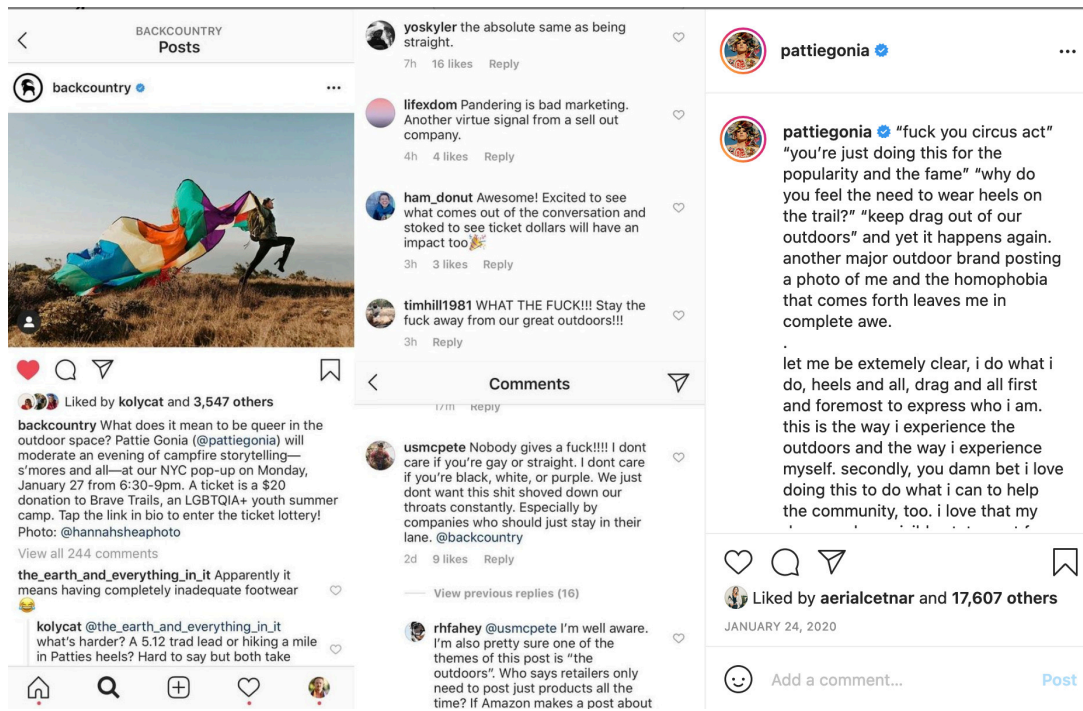 BACKCOUNTRY
Posts
backcountry
Liked by kolycat and 3,547 others
backcountry What does it mean to be queer in the
outdoor space? Pattie Gonia (@pattiegonia) will
moderate an evening of campfire storytelling—
s'mores and all—at our NYC pop-up on Monday,
January 27 from 6:30-9pm. A ticket is a $20
donation to Brave Trails, an LGBTQIA+ youth summer
camp. Tap the link in bio to enter the ticket lottery!
Photo: @hannahsheaphoto
View all 244 comments
the_earth_and_everything_in_it Apparently it
means having completely inadequate footwear
😂
kolycat @the_earth_and_everything_in_it
what's harder? A 5.12 trad lead or hiking a mile
in Patties heels? Hard to say but both take
yoskyler the absolute same as being
straight.
7h 16 likes Reply
lifexdom Pandering is bad marketing.
Another virtue signal from a sell out
company.
4h 4 likes Reply
ham_donut Awesome! Excited to see
what comes out of the conversation and
stoked to see ticket dollars will have an
impact too🎉
3h 3 likes Reply
timhill1981 WHAT THE FUCK!!! Stay the
fuck away from our great outdoors!!!
3h Reply
Comments
17m Reply
usmcpete Nobody gives a fuck!!!! I dont
care if you're gay or straight. I dont care
if you're black, white, or purple. We just
dont want this shit shoved down our
throats constantly. Especially by
companies who should just stay in their
lane. @backcountry
2d 9 likes Reply
View previous replies (16)
rhfahey @usmcpete I'm well aware.
I'm also pretty sure one of the
themes of this post is "the
outdoors". Who says retailers only
need to post just products all the
time? If Amazon makes a post about
pattiegonia
pattiegonia “fuck you circus act”
“you're just doing this for the
popularity and the fame” “why do
you feel the need to wear heels on
the trail?” “keep drag out of our
outdoors” and yet it happens again.
another major outdoor brand posting
a photo of me and the homophobia
that comes forth leaves me in
complete awe.
.
let me be extemely clear, i do what i
do, heels and all, drag and all first
and foremost to express who i am.
this is the way i experience the
outdoors and the way i experience
myself. secondly, you damn bet i love
doing this to do what i can to help
the community, too. i love that my
Liked by aerialcetnar and 17,607 others
JANUARY 24, 2020
Add a comment...
Post